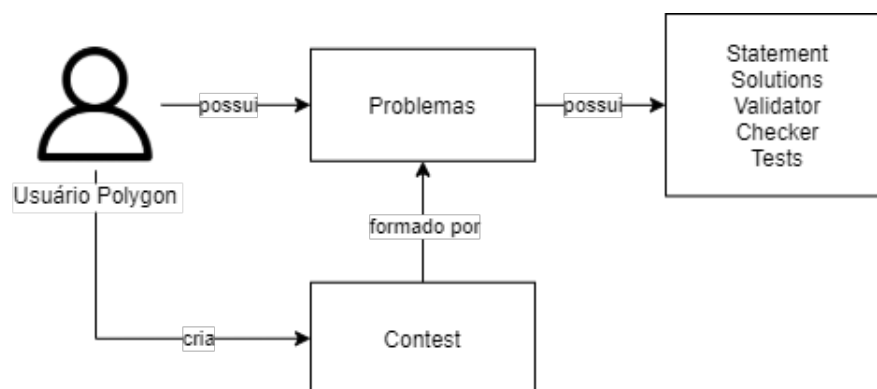 Statement
Solutions
Validator
Checker
Tests
possui
Problemas
possui
Usuário Polygon
formado por
cria
Contest